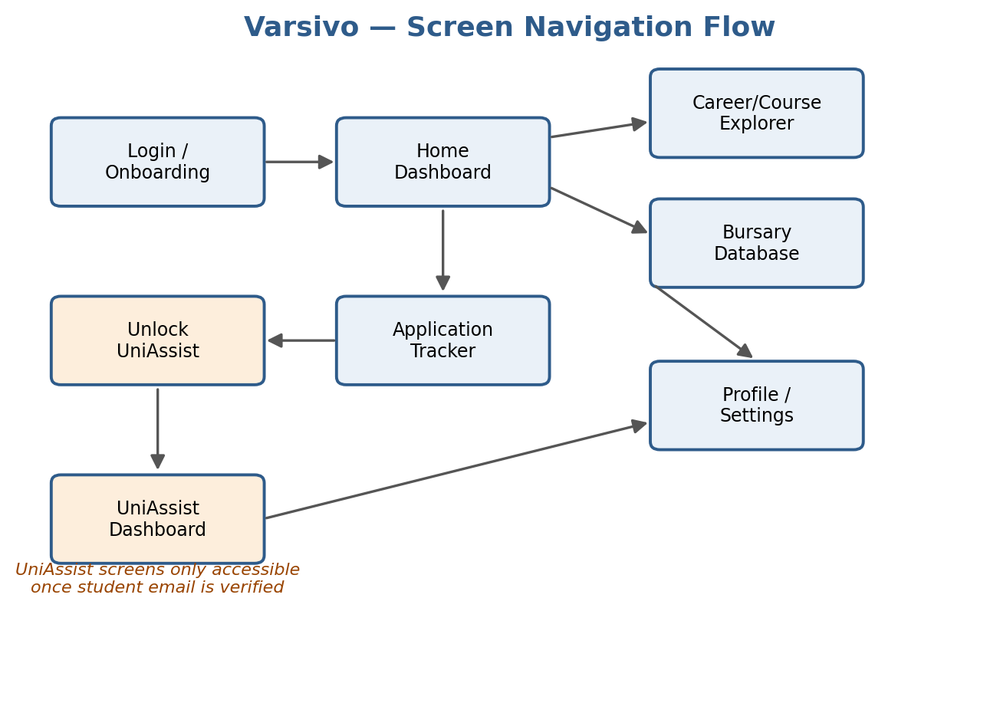 Varsivo — Screen Navigation Flow
Career/Course
Explorer
Login /
Onboarding
Home
Dashboard
Bursary
Database
Unlock
UniAssist
Application
Tracker
Profile /
Settings
UniAssist
Dashboard
UniAssist screens only accessible
once student email is verified